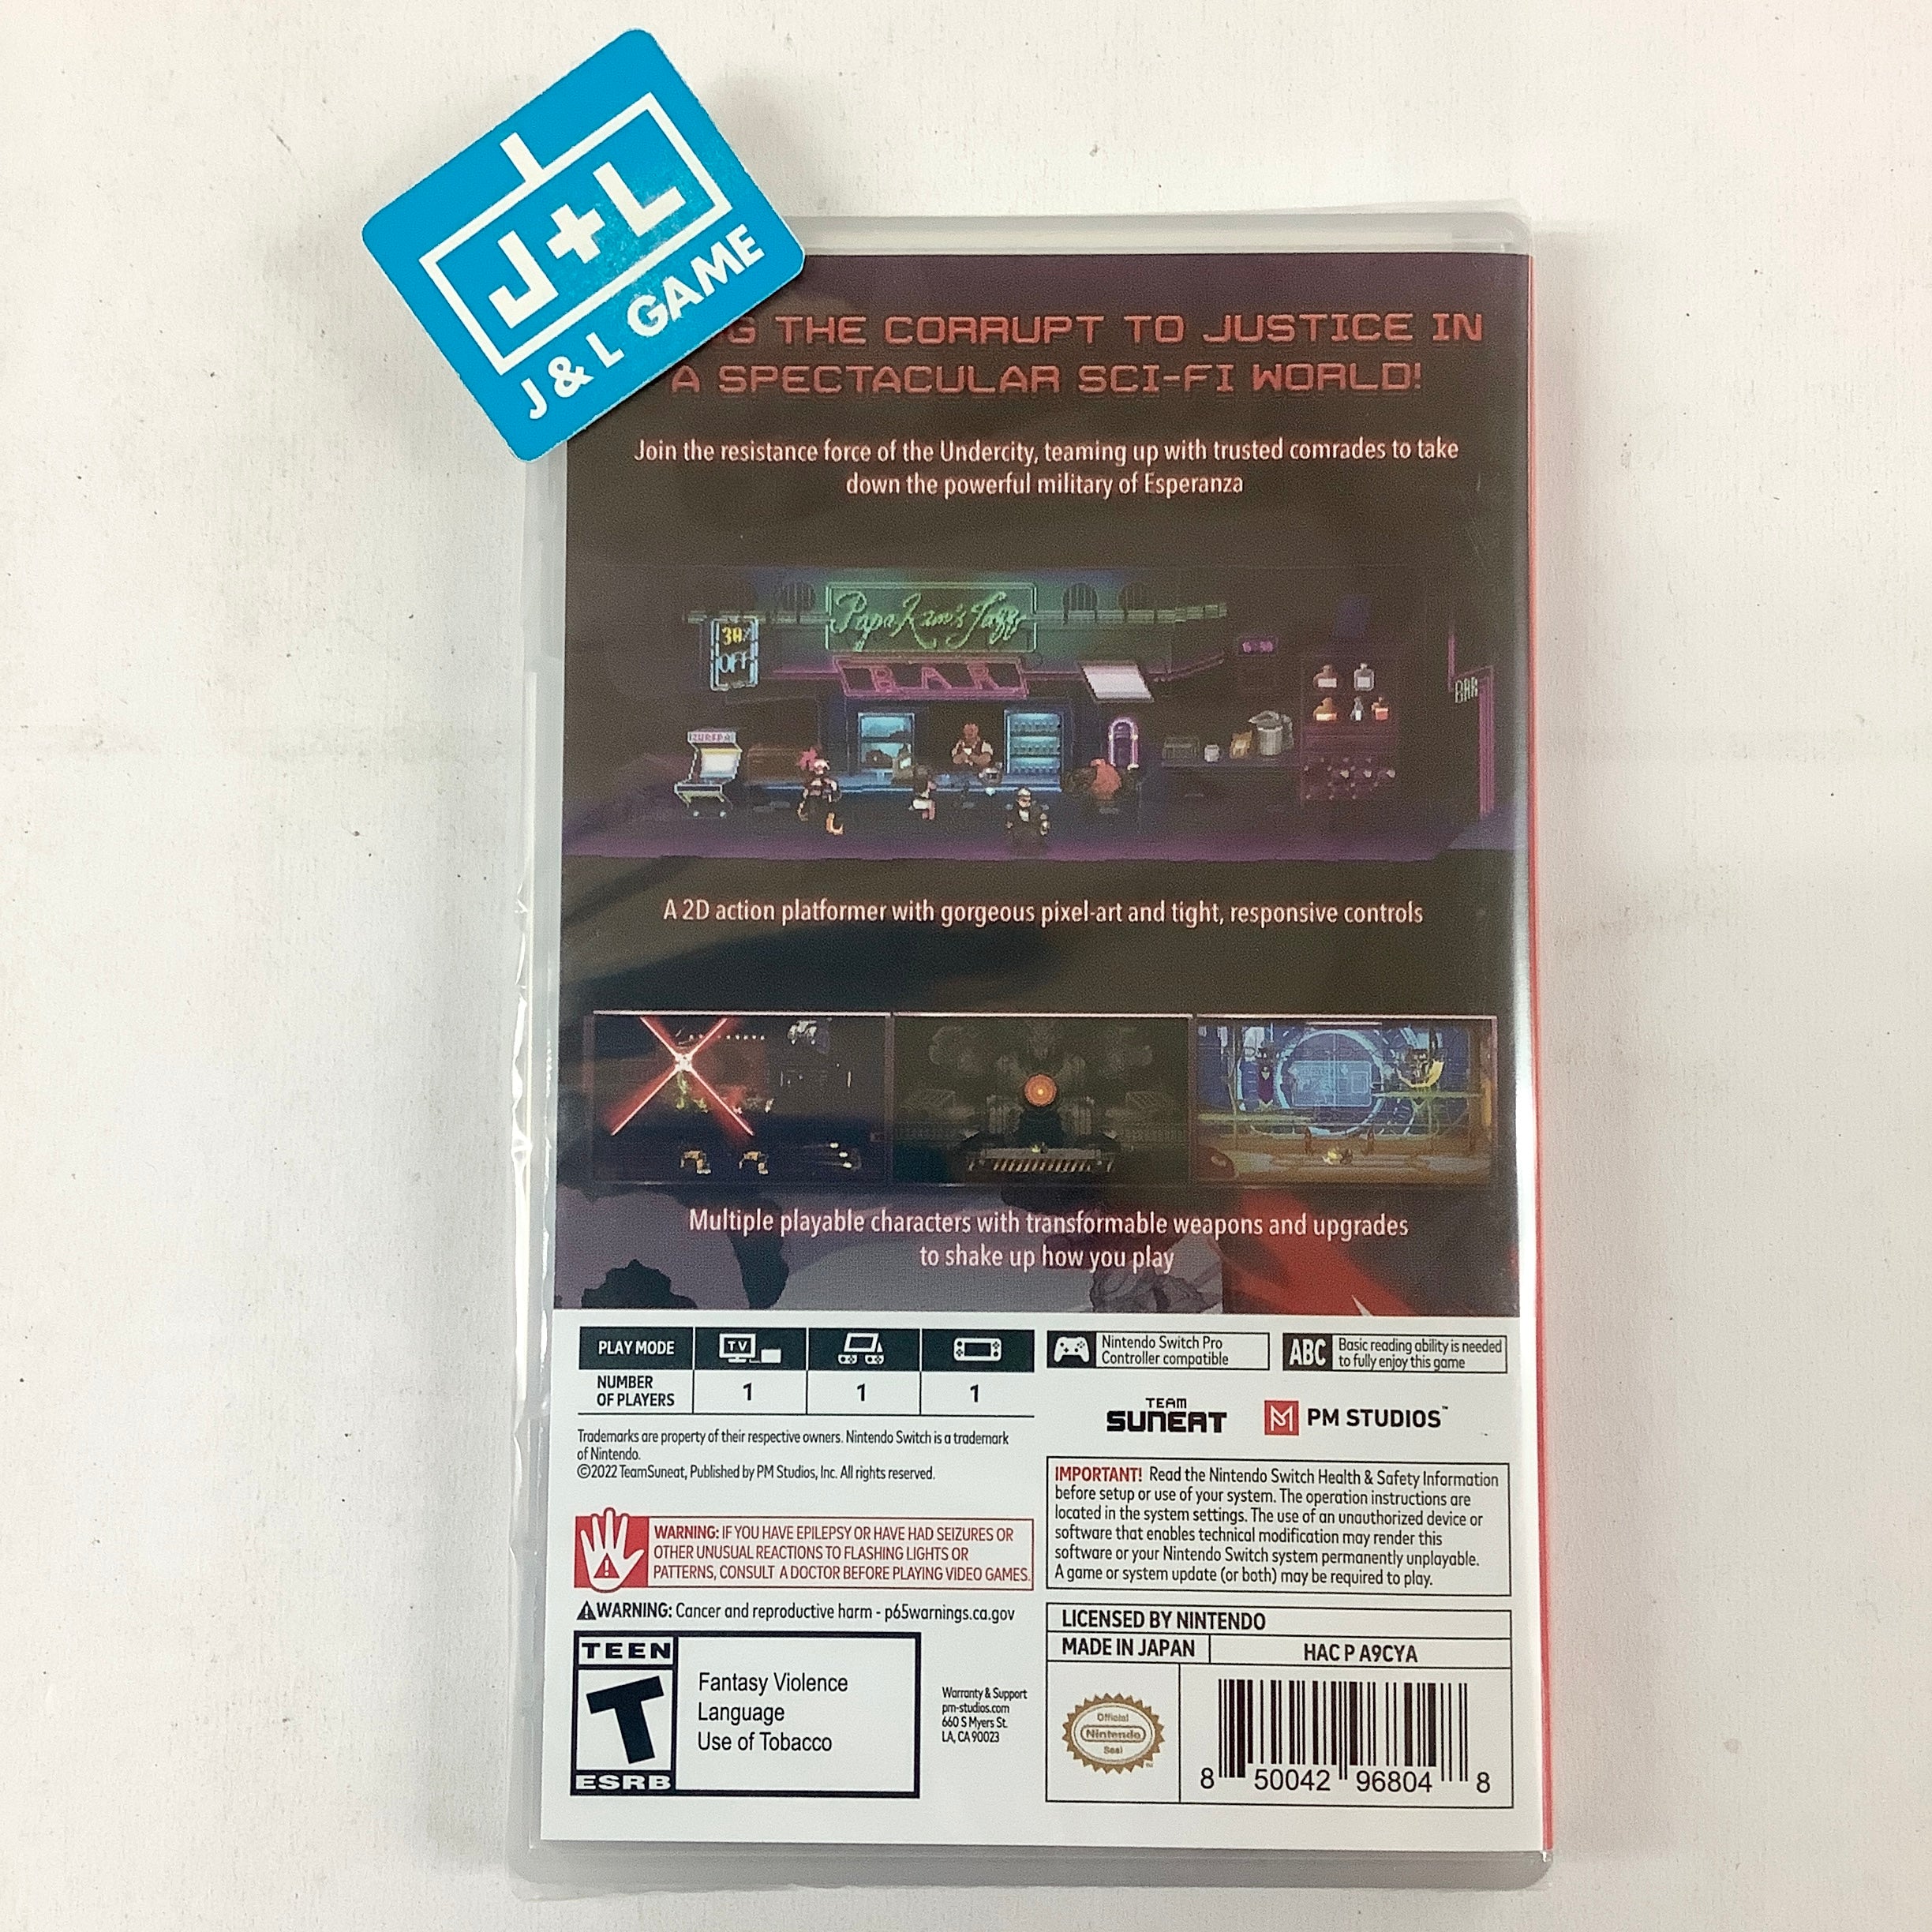 J+L
J & L GAME
G THE CORRUPT TO JUSTICE IN
A SPECTACULAR SCI-FI WORLD!
Join the resistance force of the Undercity, teaming up with trusted comrades to take
down the powerful military of Esperanza
Papa Kim's Jazz
BAR
30%
OFF
BAR
A 2D action platformer with gorgeous pixel-art and tight, responsive controls
Multiple playable characters with transformable weapons and upgrades
to shake up how you play
PLAY MODE
TV
NUMBER
OF PLAYERS
1 1 1
Nintendo Switch Pro
Controller compatible
ABC
Basic reading ability is needed
to fully enjoy this game
TEAM
SUNEAT
PM STUDIOS™
Trademarks are property of their respective owners. Nintendo Switch is a trademark
of Nintendo.
©2022 TeamSuneat, Published by PM Studios, Inc. All rights reserved.
IMPORTANT! Read the Nintendo Switch Health & Safety Information
before setup or use of your system. The operation instructions are
located in the system settings. The use of an unauthorized device or
software that enables technical modification may render this
software or your Nintendo Switch system permanently unplayable.
A game or system update (or both) may be required to play.
WARNING: IF YOU HAVE EPILEPSY OR HAVE HAD SEIZURES OR
OTHER UNUSUAL REACTIONS TO FLASHING LIGHTS OR
PATTERNS, CONSULT A DOCTOR BEFORE PLAYING VIDEO GAMES.
WARNING: Cancer and reproductive harm - p65warnings.ca.gov
TEEN
T
ESRB
Fantasy Violence
Language
Use of Tobacco
Warranty & Support
pm-studios.com
660 S Myers St.
LA, CA 90023
LICENSED BY NINTENDO
MADE IN JAPAN
HAC P A9CYA
Official
Nintendo
Seal
8 50042 96804 8